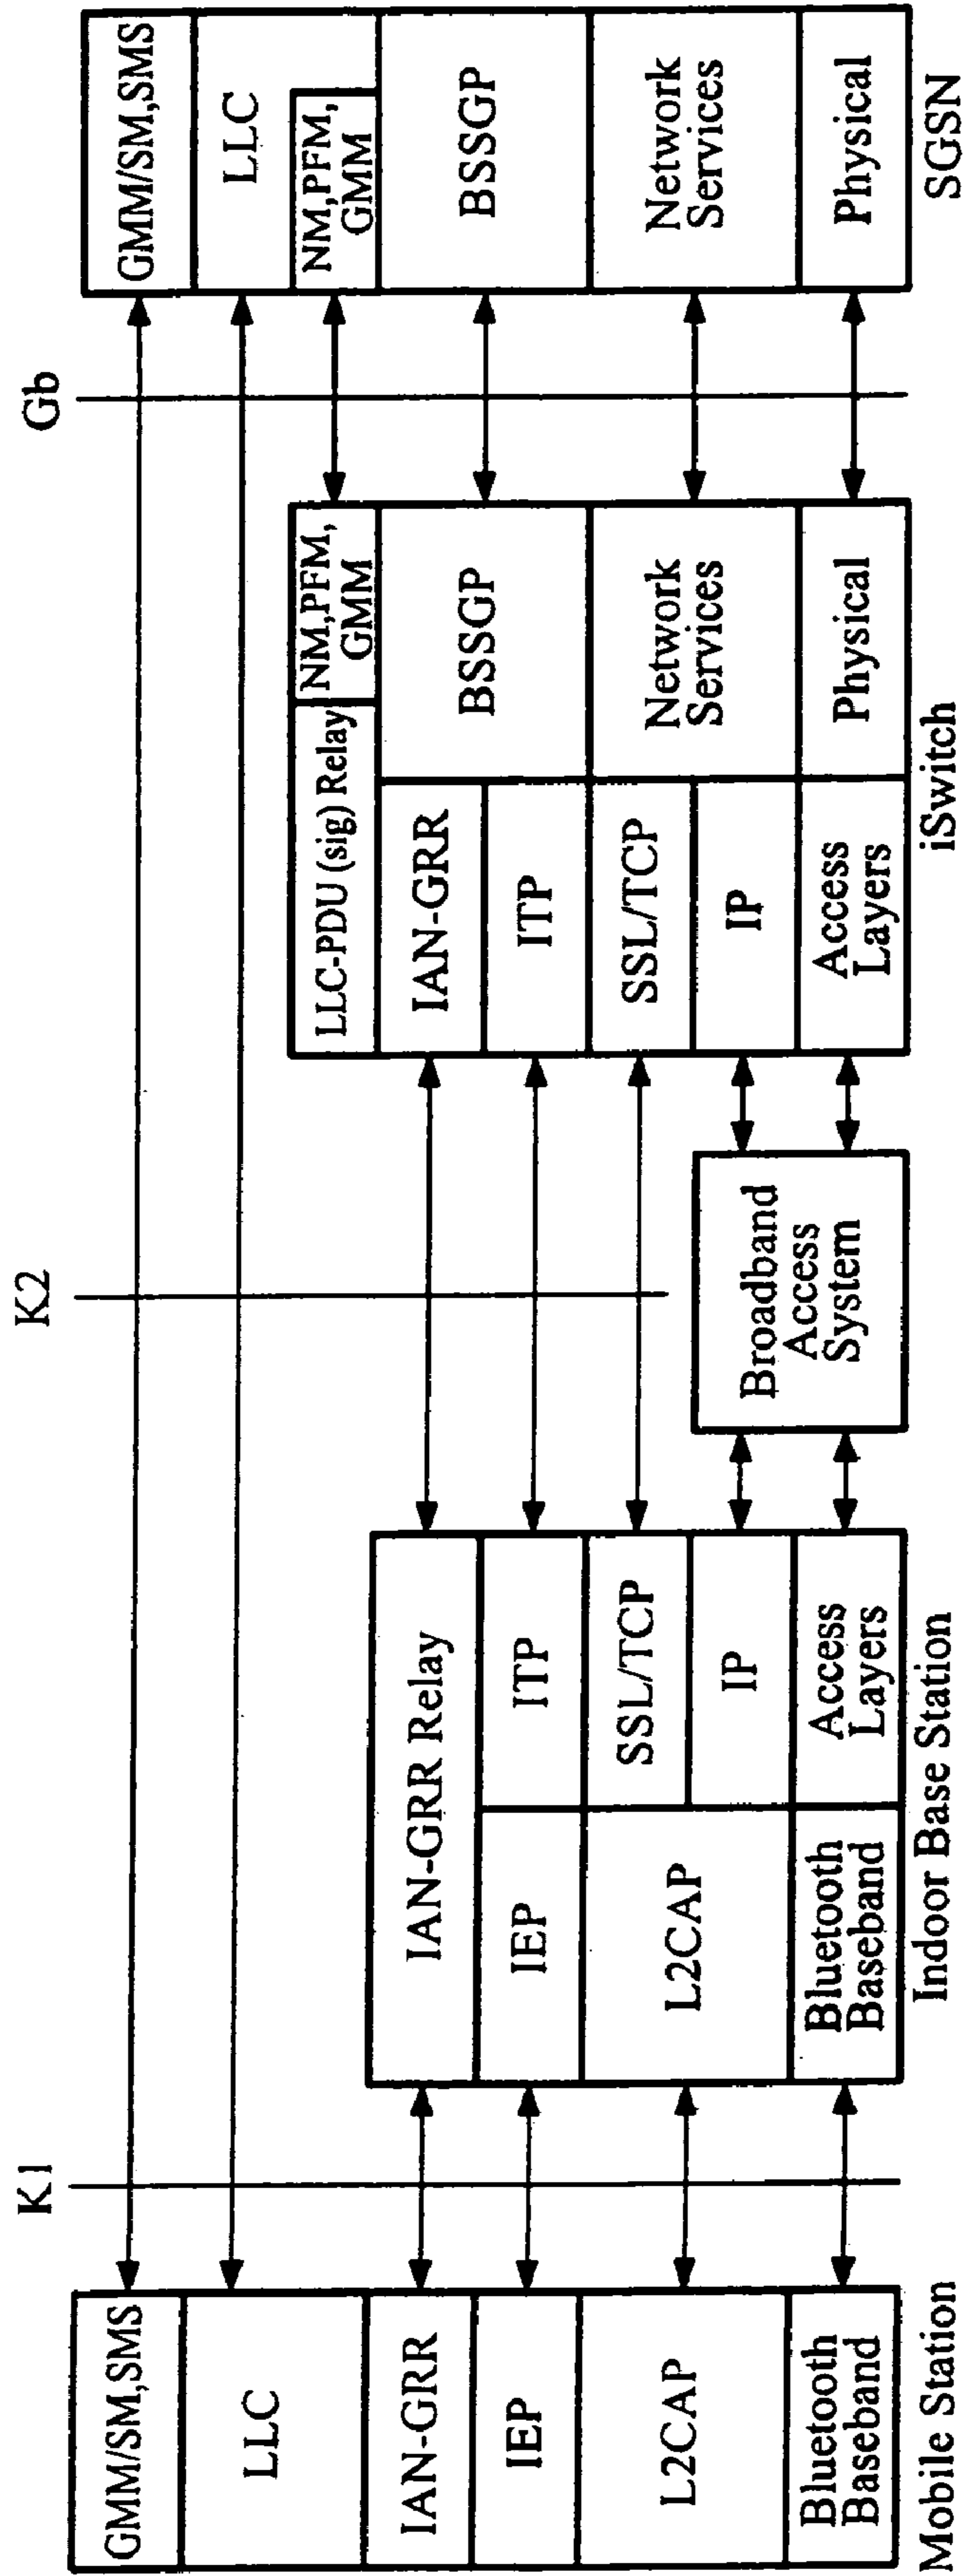 K1
K2
Gb
GMM/SM,SMS
LLC
IAN-GRR
IEP
L2CAP
Bluetooth
Baseband
Mobile Station
IAN-GRR Relay
IEP
ITP
L2CAP
SSL/TCP
IP
Bluetooth
Baseband
Access
Layers
Indoor Base Station
Broadband
Access
System
LLC-PDU (sig) Relay
NM,PFM,
GMM
IAN-GRR
ITP
BSSGP
SSL/TCP
IP
Network
Services
Access
Layers
Physical
iSwitch
GMM/SM,SMS
LLC
NM,PFM,
GMM
BSSGP
Network
Services
Physical
SGSN